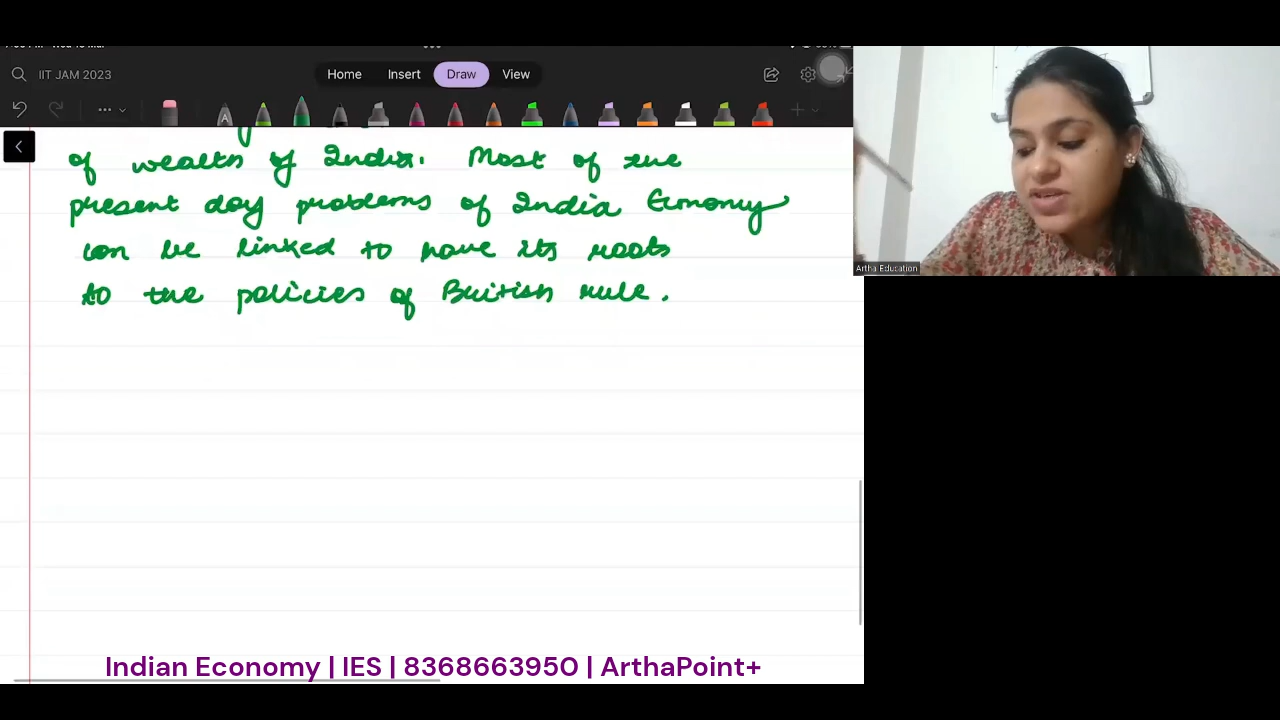 IIT JAM 2023
Home Insert Draw View
of wealth of India. Most of the
present day problems of India Economy
can be linked to have its roots
to the policies of British rule.
Artha Education
Indian Economy | IES | 8368663950 | ArthaPoint+